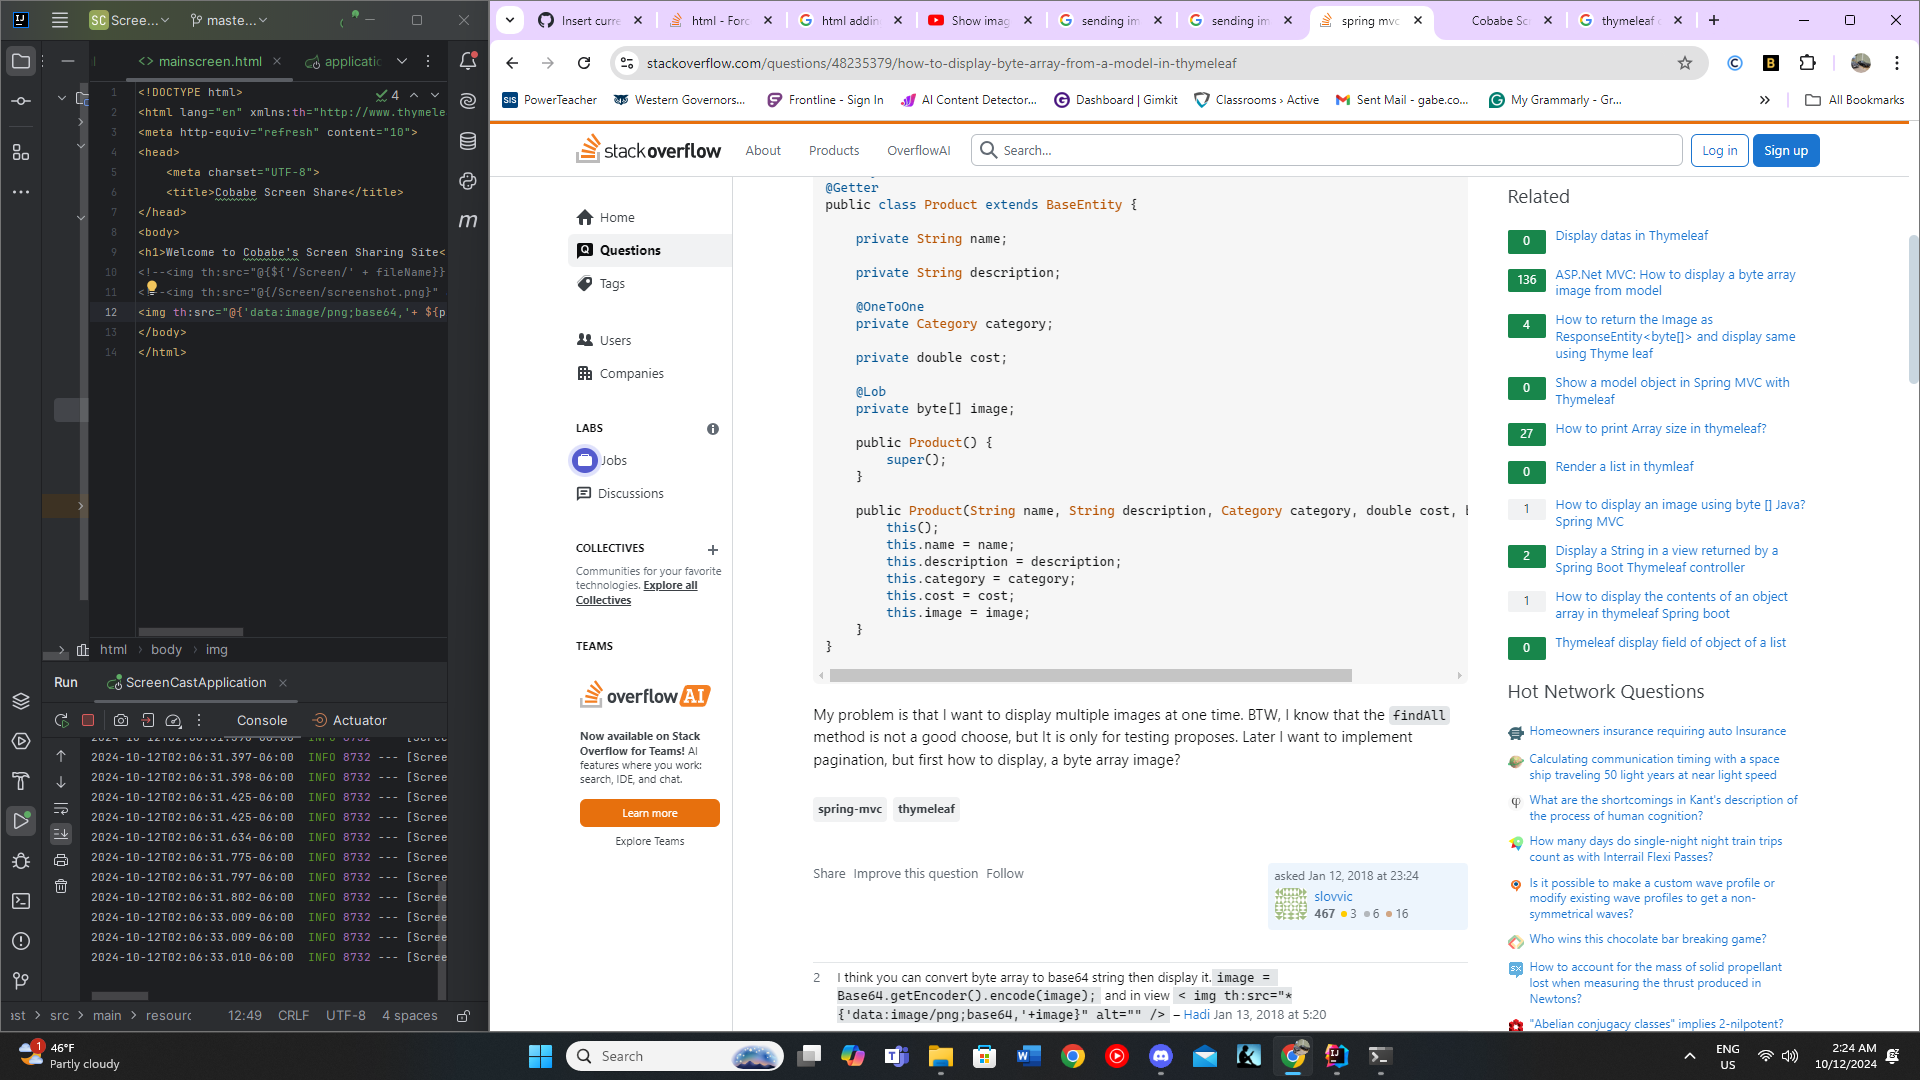 SC Scree...
maste...
Insert curre
html - Forc
html addin
Show imag
sending im
sending im
spring mvc
Cobabe Sc
thymeleaf c
mainscreen.html
applicatic
stackoverflow.com/questions/48235379/how-to-display-byte-array-from-a-model-in-thymeleaf
PowerTeacher
Western Governors...
Frontline - Sign In
AI Content Detector...
Dashboard | Gimkit
Classrooms › Active
Sent Mail - gabe.co...
My Grammarly - Gr...
All Bookmarks
4
1 <!DOCTYPE html>
2 <html lang="en" xmlns:th="http://www.thymele
3 <meta http-equiv="refresh" content="10">
4 <head>
5 <meta charset="UTF-8">
6 <title>Cobabe Screen Share</title>
7 </head>
8 <body>
9 <h1>Welcome to Cobabe's Screen Sharing Site<
10 <!--<img th:src="@{${'/Screen/' + fileName}}
11 <!--<img th:src="@{/Screen/screenshot.png}"
12 <img th:src="@{'data:image/png;base64,'+ ${p
13 </body>
14 </html>
html › body › img
Run
ScreenCastApplication
Console
Actuator
2024-10-12T02:06:31.396-06:00 INFO 8732 --- [Scree
2024-10-12T02:06:31.397-06:00 INFO 8732 --- [Scree
2024-10-12T02:06:31.398-06:00 INFO 8732 --- [Scree
2024-10-12T02:06:31.425-06:00 INFO 8732 --- [Scree
2024-10-12T02:06:31.425-06:00 INFO 8732 --- [Scree
2024-10-12T02:06:31.634-06:00 INFO 8732 --- [Scree
2024-10-12T02:06:31.775-06:00 INFO 8732 --- [Scree
2024-10-12T02:06:31.797-06:00 INFO 8732 --- [Scree
2024-10-12T02:06:31.802-06:00 INFO 8732 --- [Scree
2024-10-12T02:06:33.009-06:00 INFO 8732 --- [Scree
2024-10-12T02:06:33.009-06:00 INFO 8732 --- [Scree
2024-10-12T02:06:33.010-06:00 INFO 8732 --- [Scree
ast › src › main › resourc
12:49
CRLF
UTF-8
4 spaces
stackoverflow
About
Products
OverflowAI
Search...
Log in
Sign up
Home
Questions
Tags
Users
Companies
LABS
Jobs
Discussions
COLLECTIVES
Communities for your favorite
technologies. Explore all
Collectives
TEAMS
overflow AI
Now available on Stack
Overflow for Teams! AI
features where you work:
search, IDE, and chat.
Learn more
Explore Teams
@Getter
public class Product extends BaseEntity {
private String name;
private String description;
@OneToOne
private Category category;
private double cost;
@Lob
private byte[] image;
public Product() {
super();
}
public Product(String name, String description, Category category, double cost,
this();
this.name = name;
this.description = description;
this.category = category;
this.cost = cost;
this.image = image;
}
}
My problem is that I want to display multiple images at one time. BTW, I know that the findAll
method is not a good choose, but It is only for testing proposes. Later I want to implement
pagination, but first how to display, a byte array image?
spring-mvc
thymeleaf
Share
Improve this question
Follow
asked Jan 12, 2018 at 23:24
slovvic
467 3 6 16
2 I think you can convert byte array to base64 string then display it. image =
Base64.getEncoder().encode(image); and in view < img th:src="*
{'data:image/png;base64,'+image}" alt="" /> – Hadi Jan 13, 2018 at 5:20
Related
0 Display datas in Thymeleaf
136 ASP.Net MVC: How to display a byte array
image from model
4 How to return the Image as
ResponseEntity<byte[]> and display same
using Thyme leaf
0 Show a model object in Spring MVC with
Thymeleaf
27 How to print Array size in thymeleaf?
0 Render a list in thymleaf
1 How to display an image using byte [] Java?
Spring MVC
2 Display a String in a view returned by a
Spring Boot Thymeleaf controller
1 How to display the contents of an object
array in thymeleaf Spring boot
0 Thymeleaf display field of object of a list
Hot Network Questions
Homeowners insurance requiring auto Insurance
Calculating communication timing with a space
ship traveling 50 light years at near light speed
What are the shortcomings in Kant's description of
the process of human cognition?
How many days do single-night night train trips
count as with Interrail Flexi Passes?
Is it possible to make a custom wave profile or
modify existing wave profiles to get a non-
symmetrical waves?
Who wins this chocolate bar breaking game?
How to account for the mass of solid propellant
lost when measuring the thrust produced in
Newtons?
"Abelian conjugacy classes" implies 2-nilpotent?
1
46°F
Partly cloudy
Search
ENG
US
2:24 AM
10/12/2024